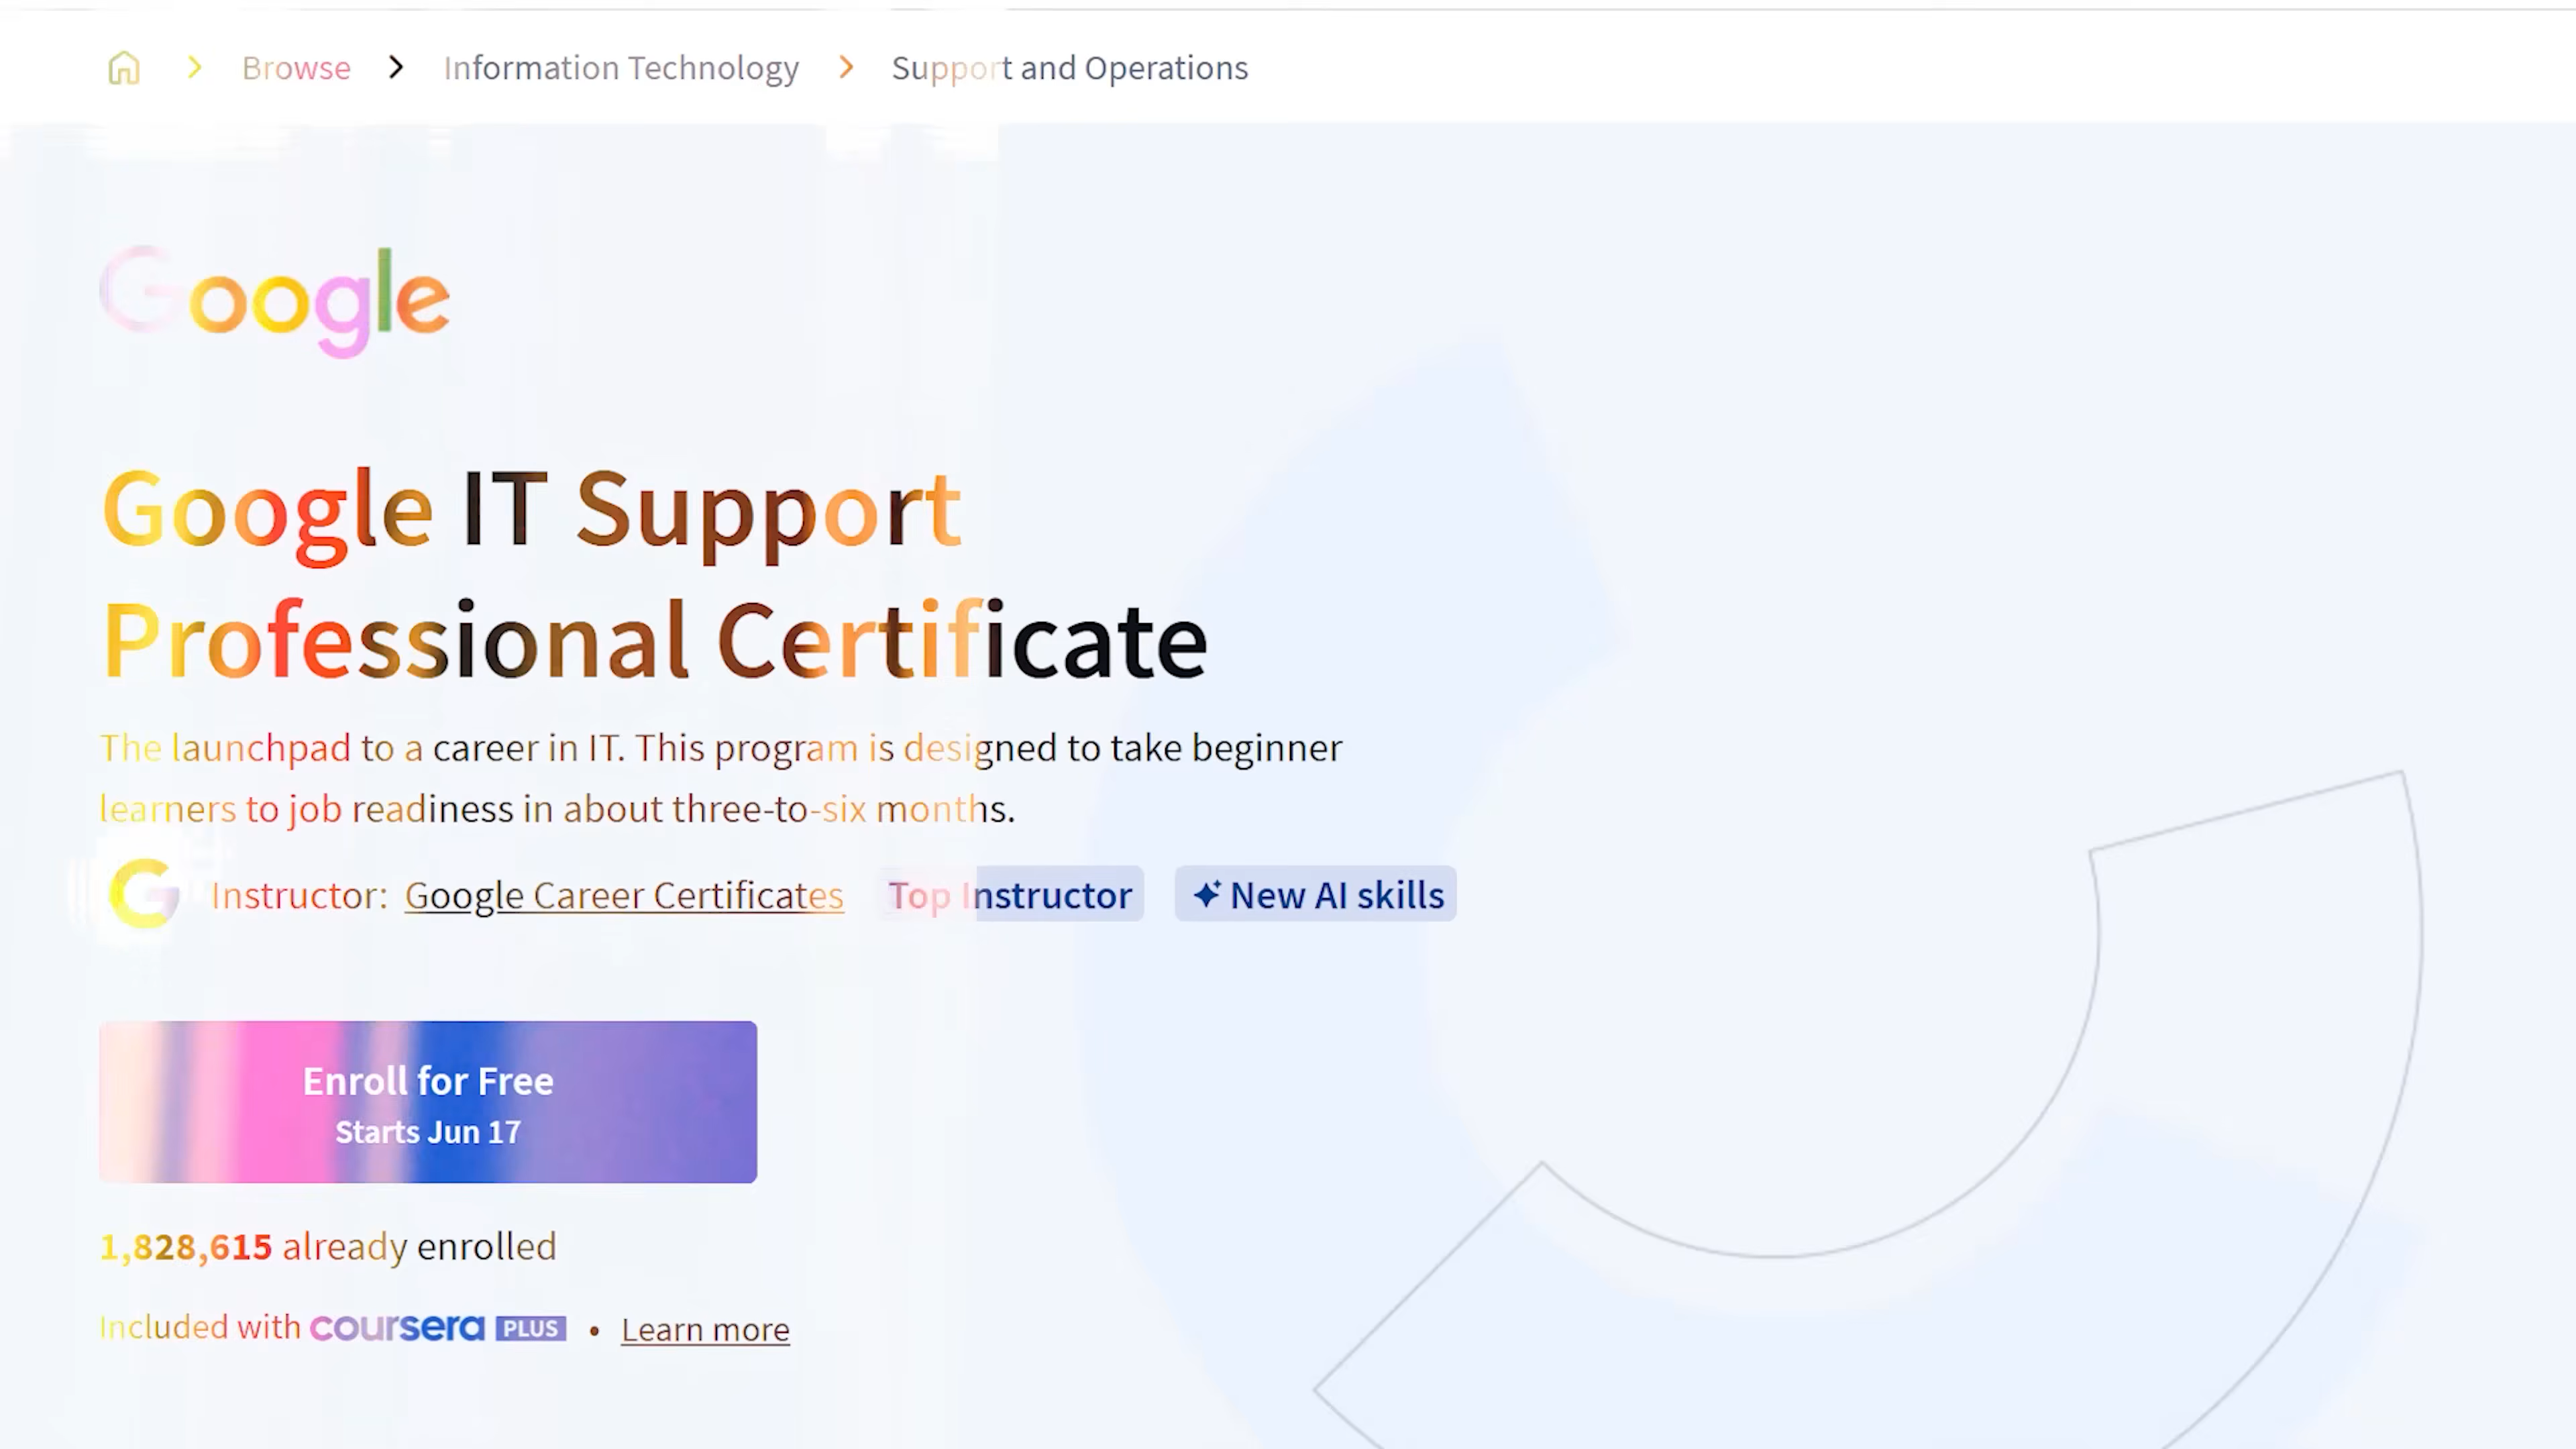 Browse Information Technology Support and Operations
Google
Google IT Support
Professional Certificate
The launchpad to a career in IT. This program is designed to take beginner
learners to job readiness in about three-to-six months.
G Instructor: Google Career Certificates Top Instructor New AI skills
Enroll for Free
Starts Jun 17
1,828,615 already enrolled
Included with coursera PLUS • Learn more